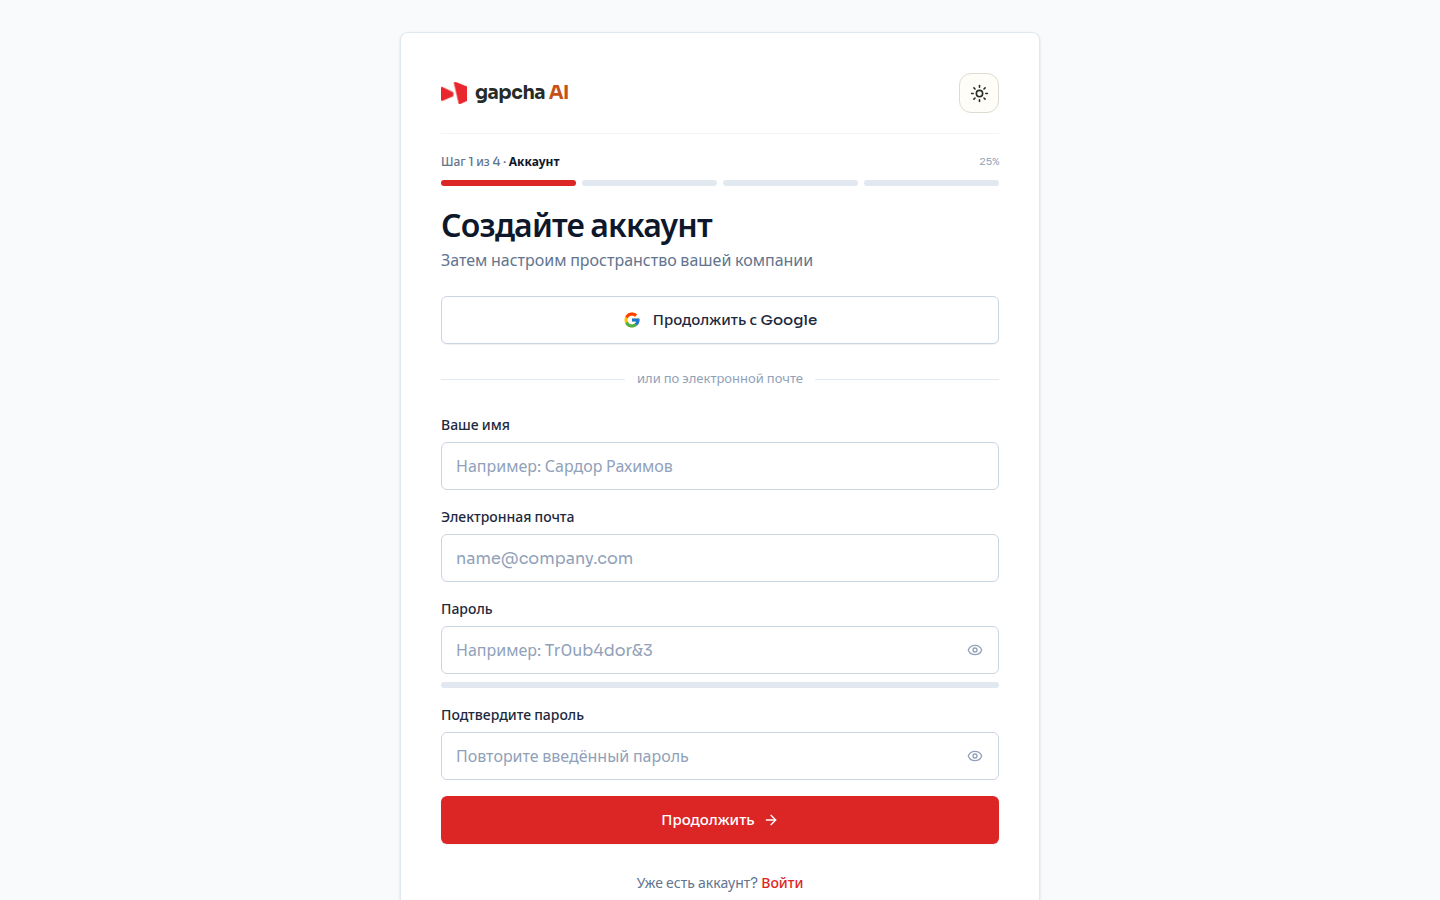 gapcha AI
Шаг 1 из 4 · Аккаунт
25%
Создайте аккаунт
Затем настроим пространство вашей компании
Продолжить с Google
или по электронной почте
Ваше имя
Например: Сардор Рахимов
Электронная почта
name@company.com
Пароль
Например: Tr0ub4dor&3
Подтвердите пароль
Повторите введённый пароль
Продолжить →
Уже есть аккаунт? Войти